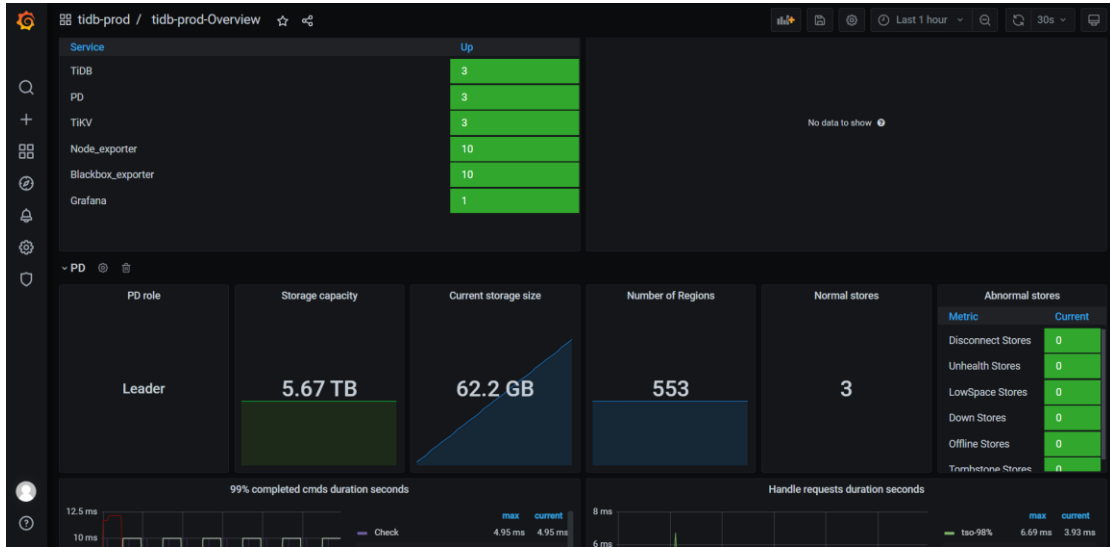 tidb-prod / tidb-prod-Overview
Last 1 hour
30s
Service Up
TiDB 3
PD 3
TiKV 3
Node_exporter 10
Blackbox_exporter 10
Grafana 1
No data to show
PD
PD role
Leader
Storage capacity
5.67 TB
Current storage size
62.2 GB
Number of Regions
553
Normal stores
3
Abnormal stores
Metric Current
Disconnect Stores 0
Unhealth Stores 0
LowSpace Stores 0
Down Stores 0
Offline Stores 0
Tombstone Stores 0
99% completed cmds duration seconds
12.5 ms
10 ms
max current
Check 4.95 ms 4.95 ms
Handle requests duration seconds
8 ms
6 ms
max current
tso-98% 6.69 ms 3.93 ms